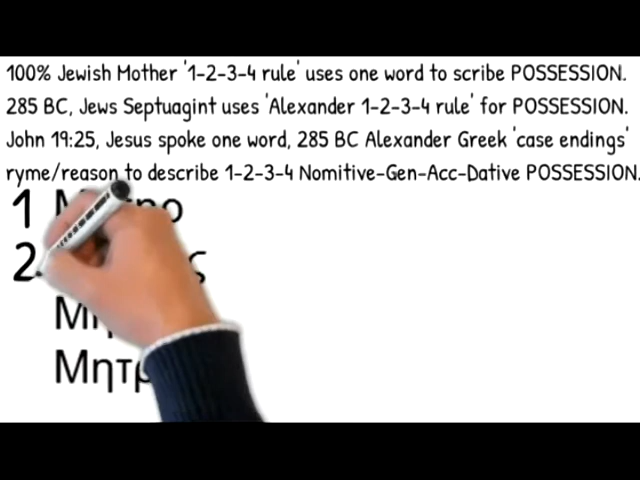 100% Jewish Mother '1-2-3-4 rule' uses one word to scribe POSSESSION.
285 BC, Jews Septuagint uses 'Alexander 1-2-3-4 rule' for POSSESSION.
John 19:25, Jesus spoke one word, 285 BC Alexander Greek 'case endings'
ryme/reason to describe 1-2-3-4 Nomitive-Gen-Acc-Dative POSSESSION.
1
2